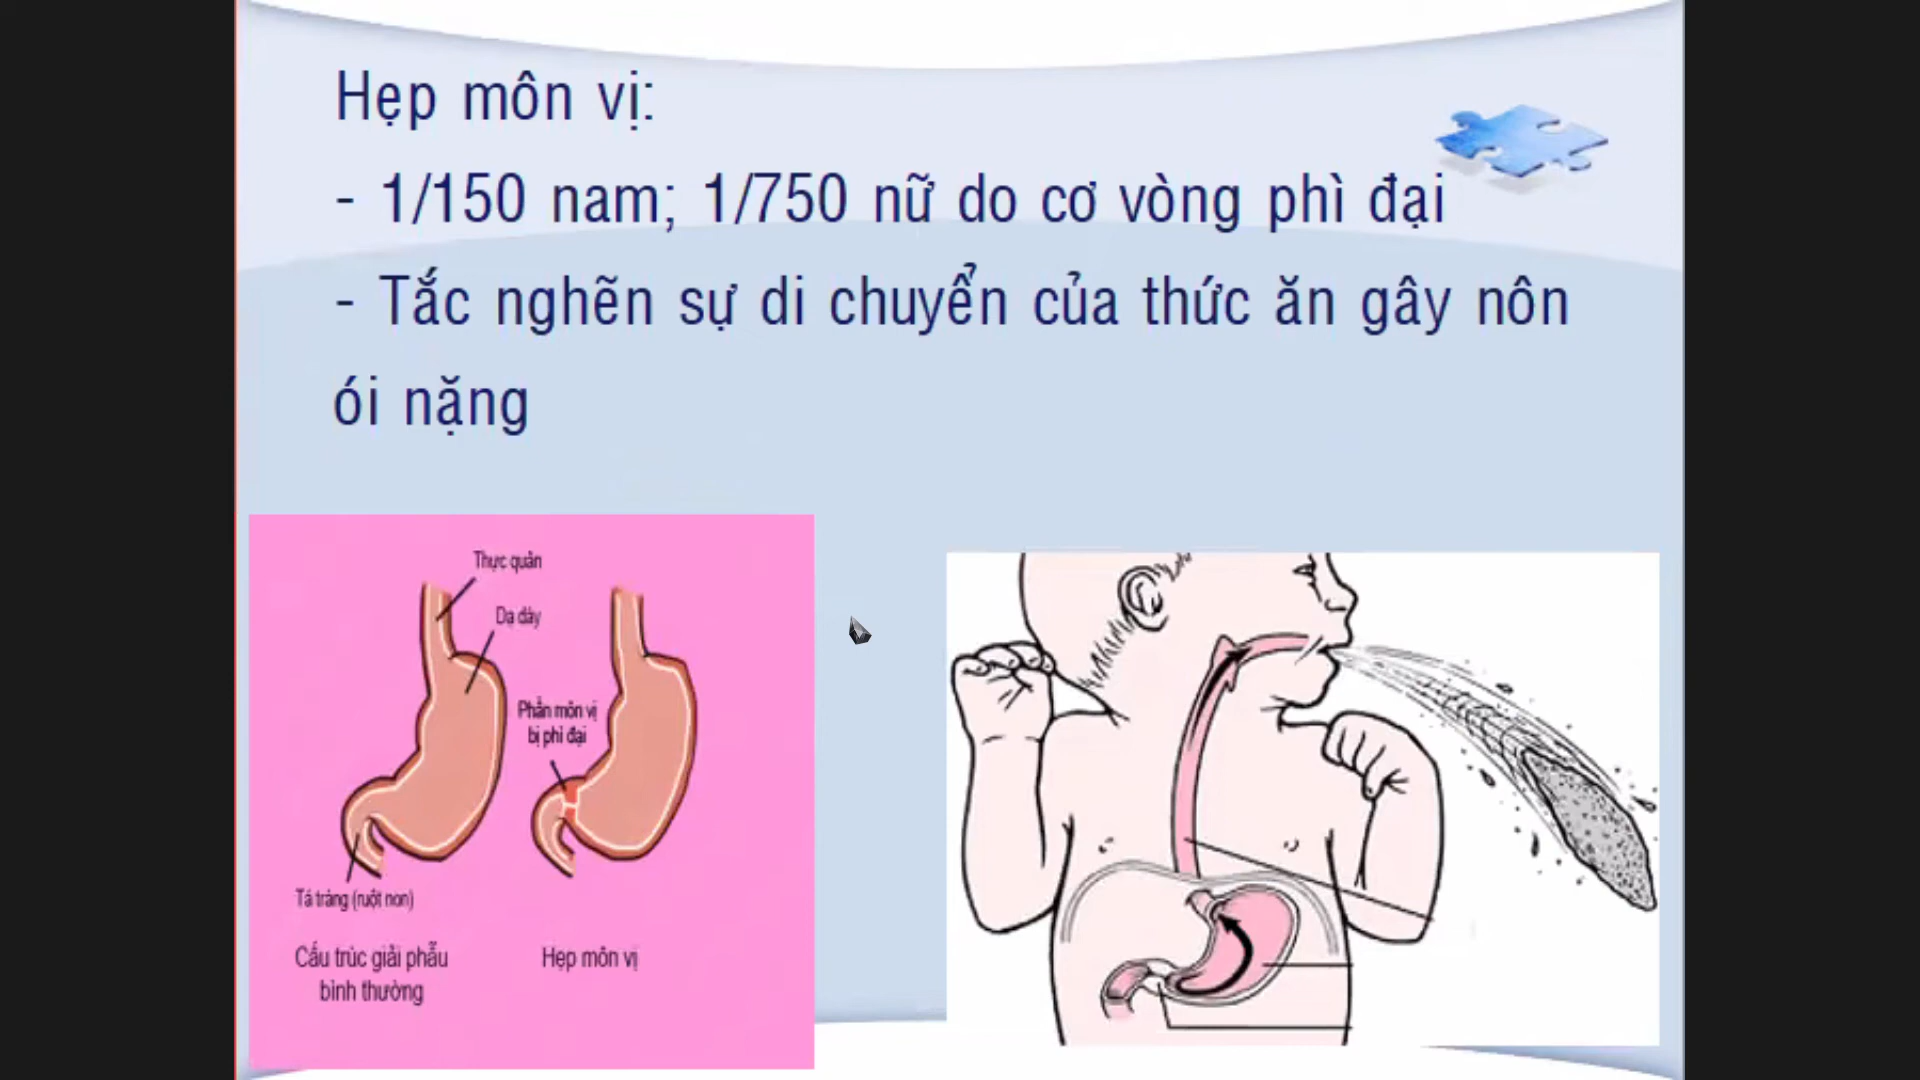 Hẹp môn vị:
- 1/150 nam; 1/750 nữ do cơ vòng phì đại
- Tắc nghẽn sự di chuyển của thức ăn gây nôn
ói nặng
Thực quản
Dạ dày
Phần môn vị
bị phì đại
Tá tràng (ruột non)
Cấu trúc giải phẫu
bình thường
Hẹp môn vị